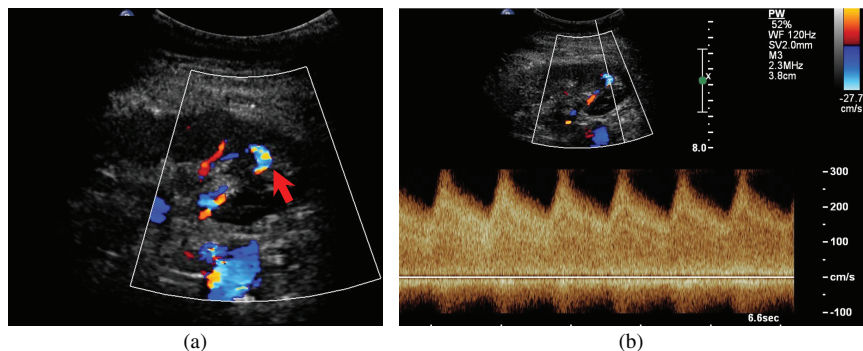 PW
52%
WF 120Hz
SV2.0mm
M3
2.3MHz
3.8cm
x
-27.7
cm/s
8.0
300
200
100
cm/s
-100
6.6sec
(a)
(b)